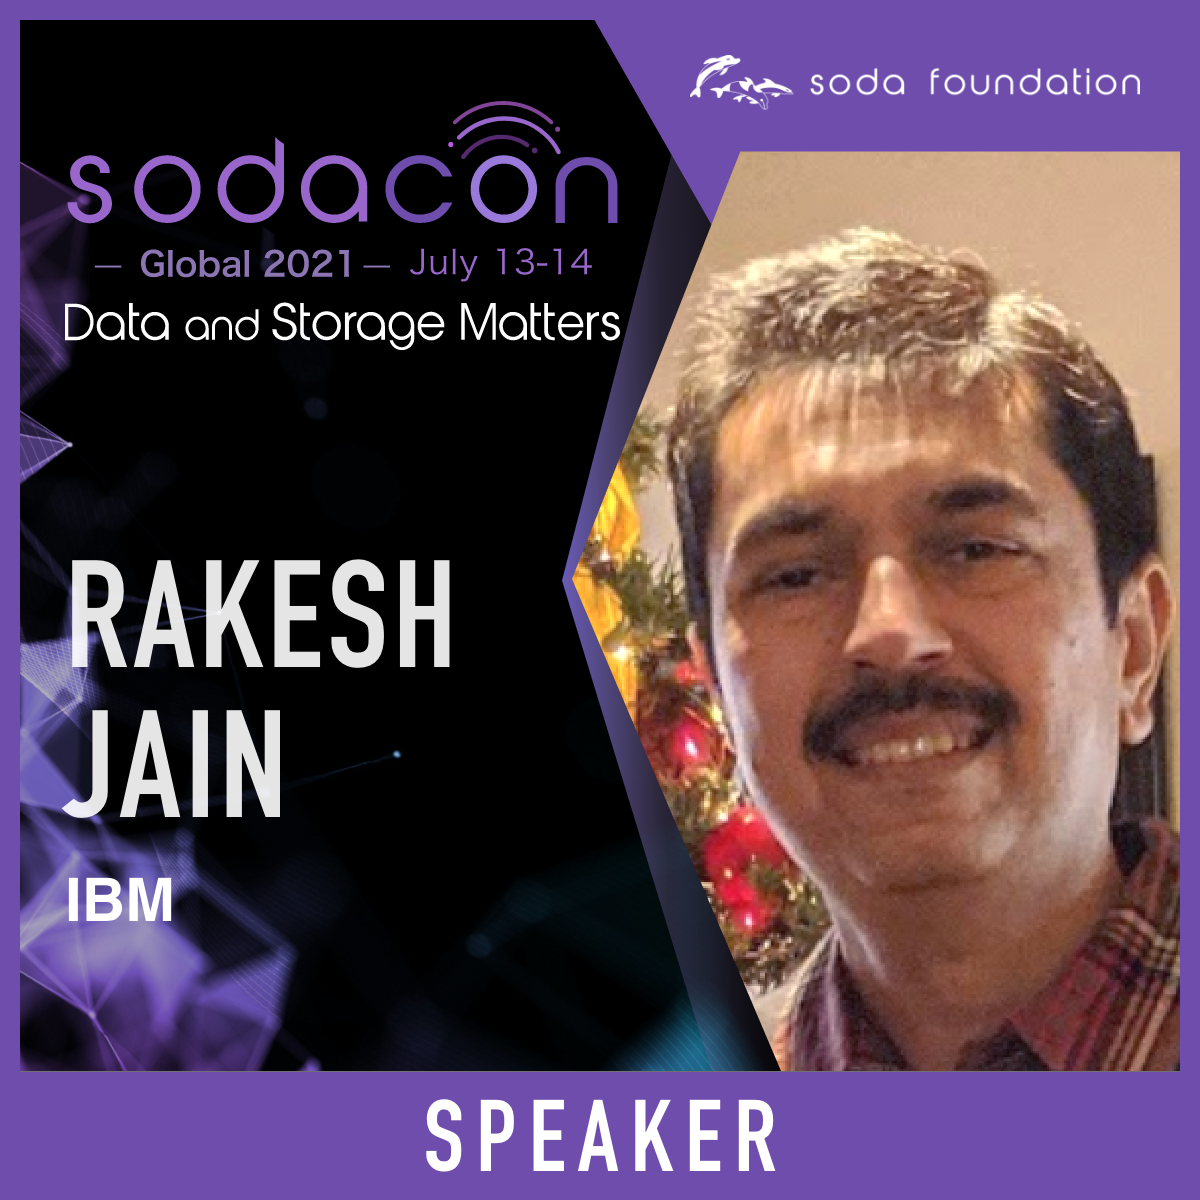 soda foundation
sodacon
— Global 2021 — July 13-14
Data and Storage Matters
RAKESH
JAIN
IBM
SPEAKER